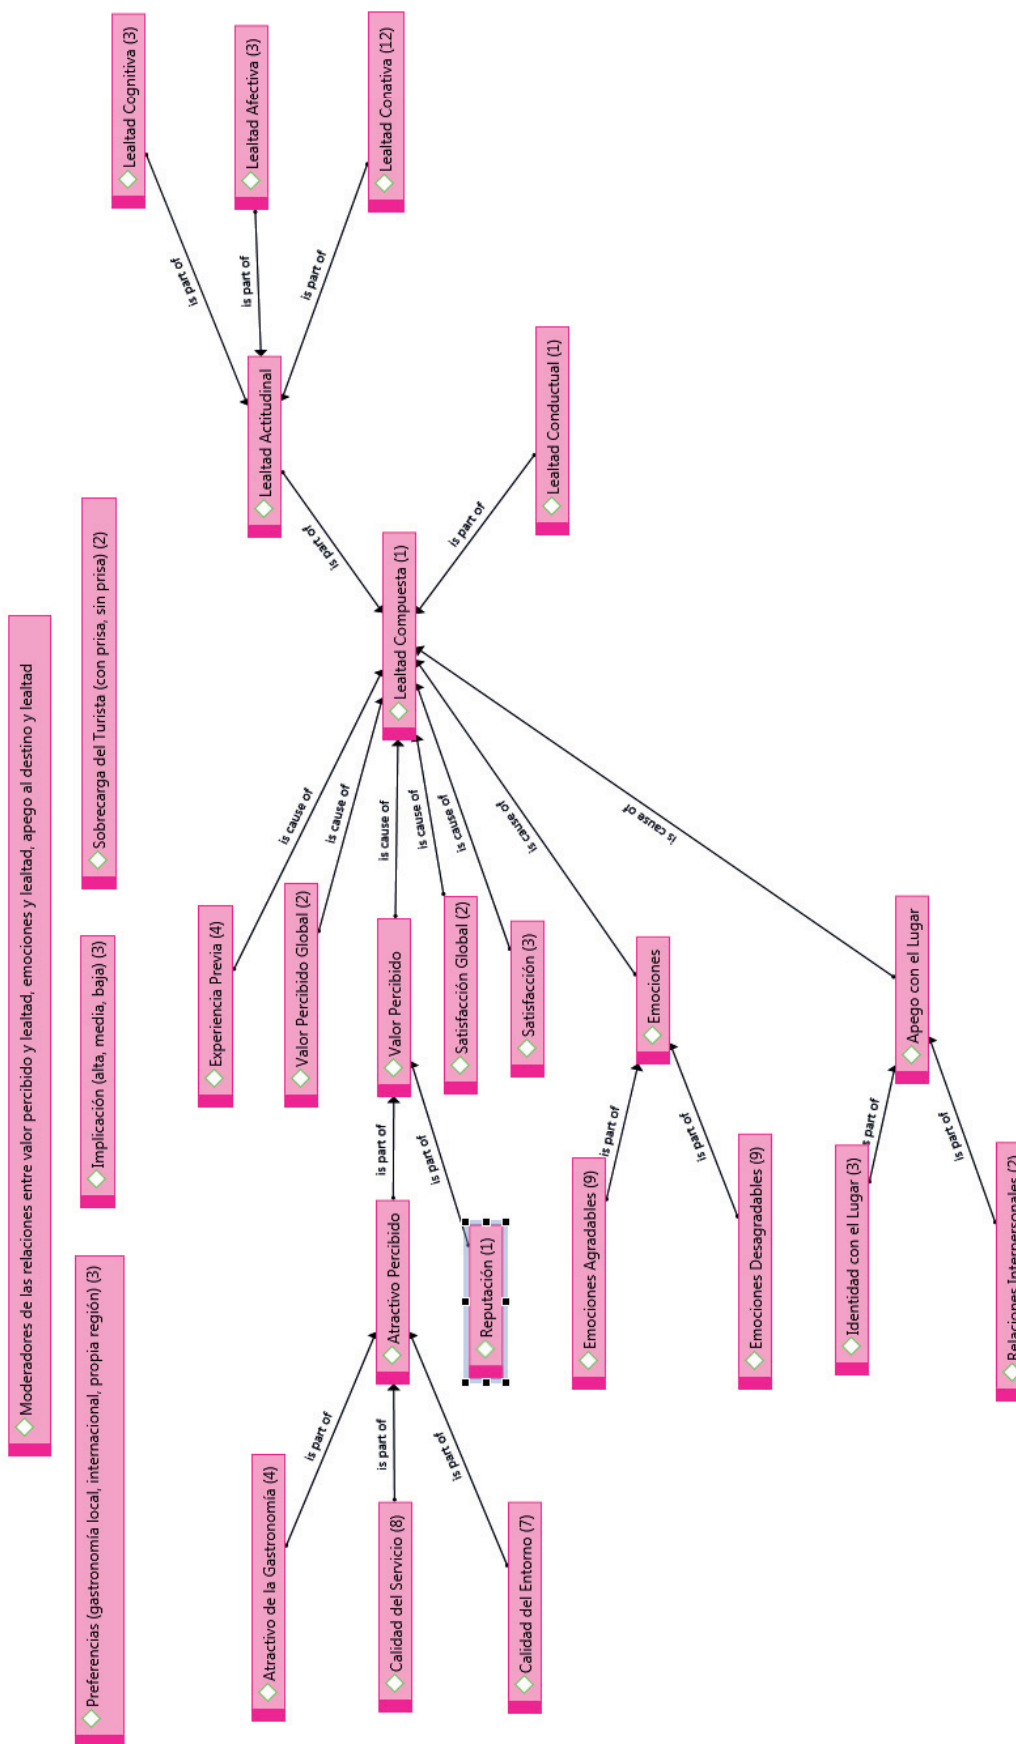 Moderadores de las relaciones entre valor percibido y lealtad, emociones y lealtad, apego al destino y lealtad
Preferencias (gastronomía local, internacional, propia región) (3)
Implicación (alta, media, baja) (3)
Sobrecarga del Turista (con prisa, sin prisa) (2)
Lealtad Cognitiva (3)
Lealtad Afectiva (3)
Lealtad Conativa (12)
is part of
is part of
is part of
Lealtad Actitudinal
is part of
Lealtad Conductual (1)
is part of
Lealtad Compuesta (1)
Experiencia Previa (4)
is cause of
Valor Percibido Global (2)
is cause of
Valor Percibido
is cause of
Satisfacción Global (2)
is cause of
Satisfacción (3)
is cause of
Emociones
is cause of
Apego con el Lugar
is cause of
Atractivo Percibido
is part of
Reputación (1)
is part of
Atractivo de la Gastronomía (4)
is part of
Calidad del Servicio (8)
is part of
Calidad del Entorno (7)
is part of
Emociones Agradables (9)
is part of
Emociones Desagradables (9)
is part of
Identidad con el Lugar (3)
is part of
Relaciones Interpersonales (2)
is part of